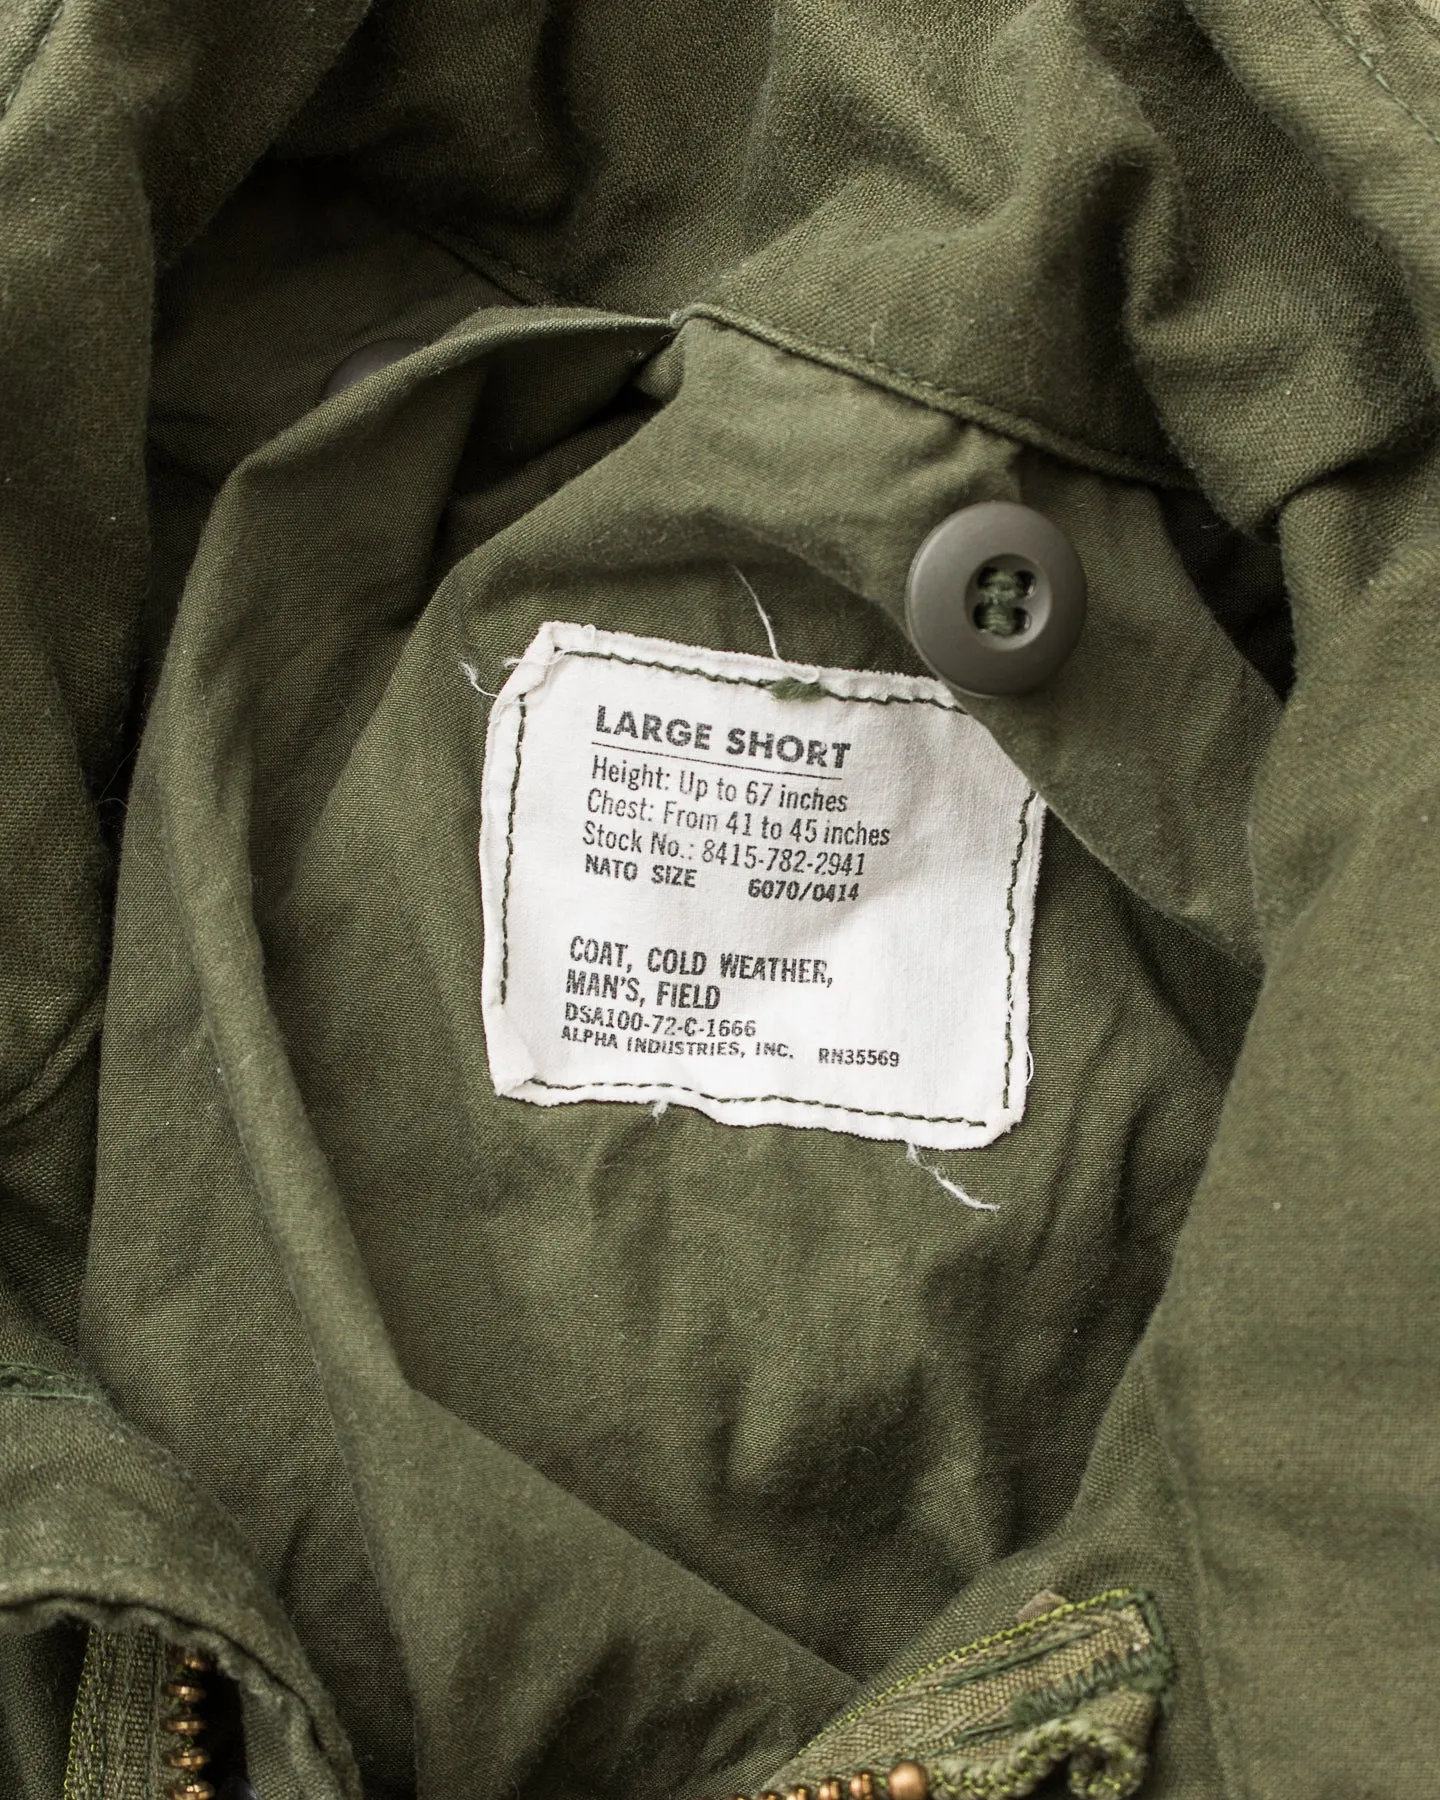 LARGE SHORT
Height: Up to 67 inches
Chest: From 41 to 45 inches
Stock No.: 8415-782-2941
NATO SIZE 6070/0414
COAT, COLD WEATHER,
MAN'S, FIELD
DSA100-72-C-1666
ALPHA INDUSTRIES, INC. RN35569